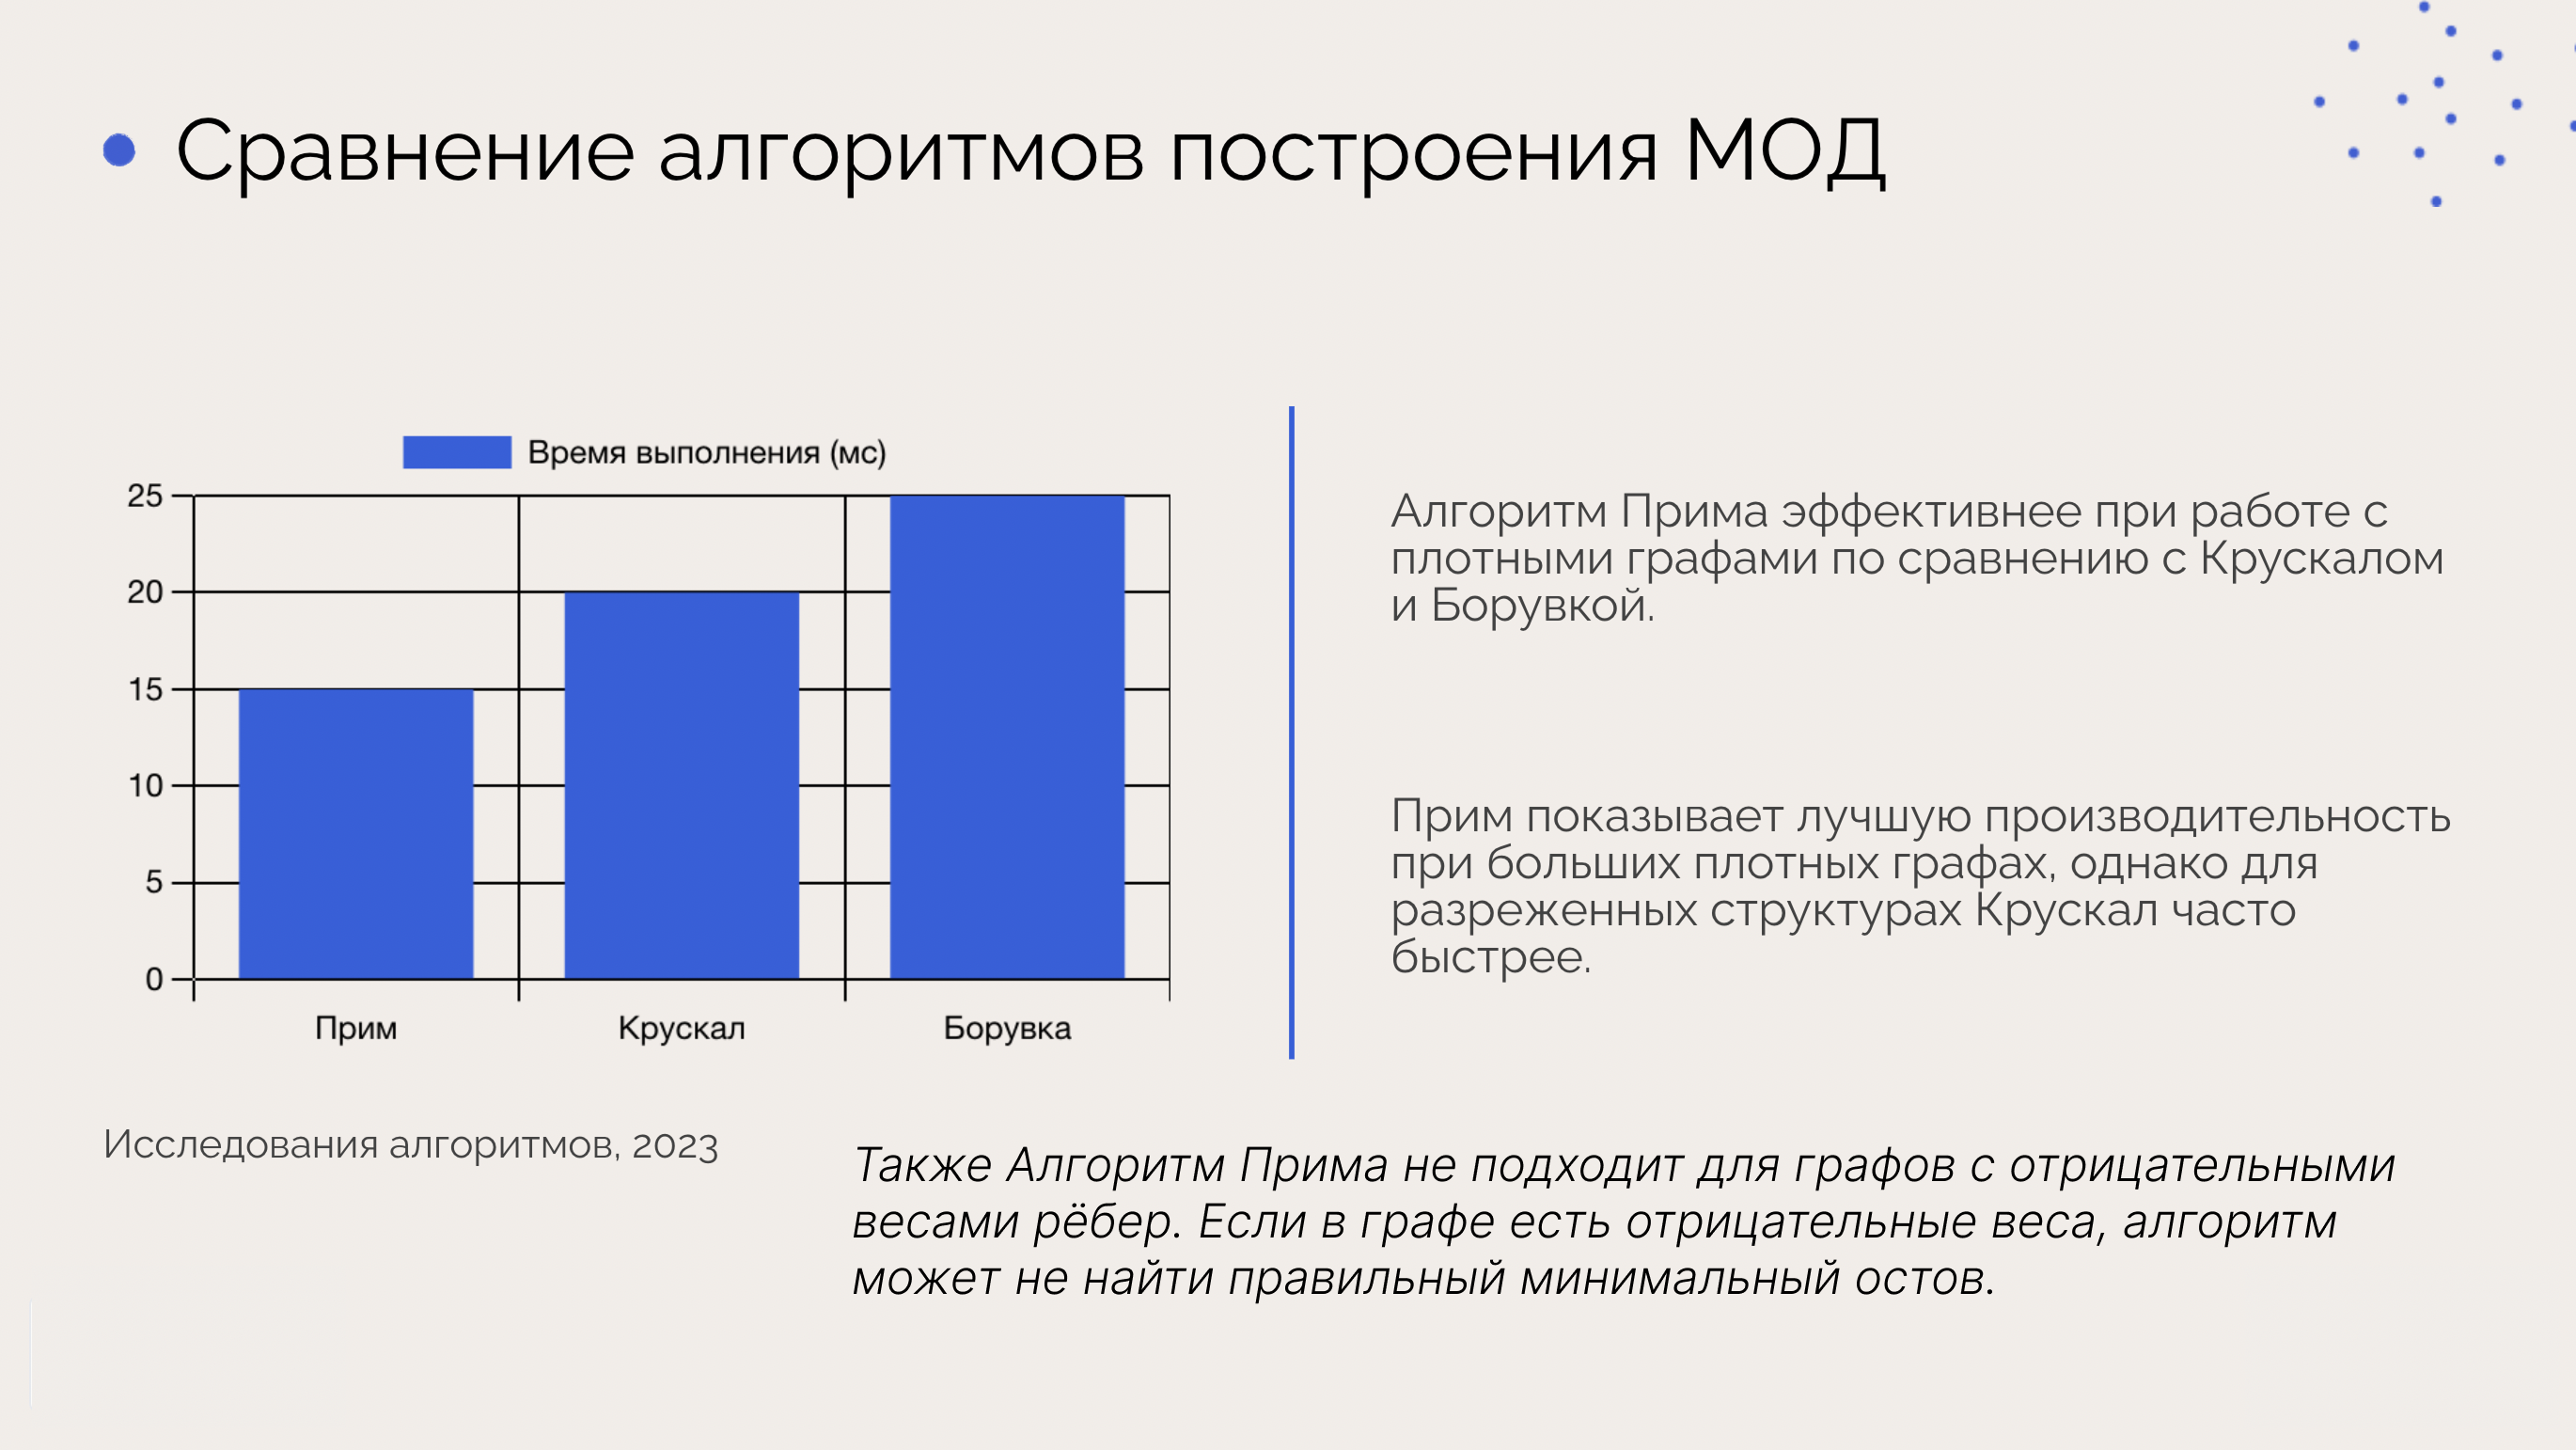 Сравнение алгоритмов построения МОД
Время выполнения (мс)
25
20
15
10
5
0
Прим Крускал Борувка
Алгоритм Прима эффективнее при работе с
плотными графами по сравнению с Крускалом
и Борувкой.
Прим показывает лучшую производительность
при больших плотных графах, однако для
разреженных структурах Крускал часто
быстрее.
Исследования алгоритмов, 2023
Также Алгоритм Прима не подходит для графов с отрицательными
весами рёбер. Если в графе есть отрицательные веса, алгоритм
может не найти правильный минимальный остов.